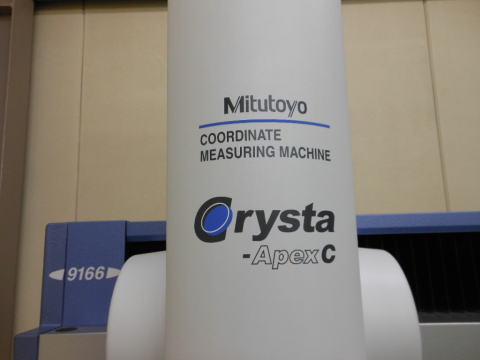 Mitutoyo
COORDINATE
MEASURING MACHINE
Crysta
-Apex C
9166